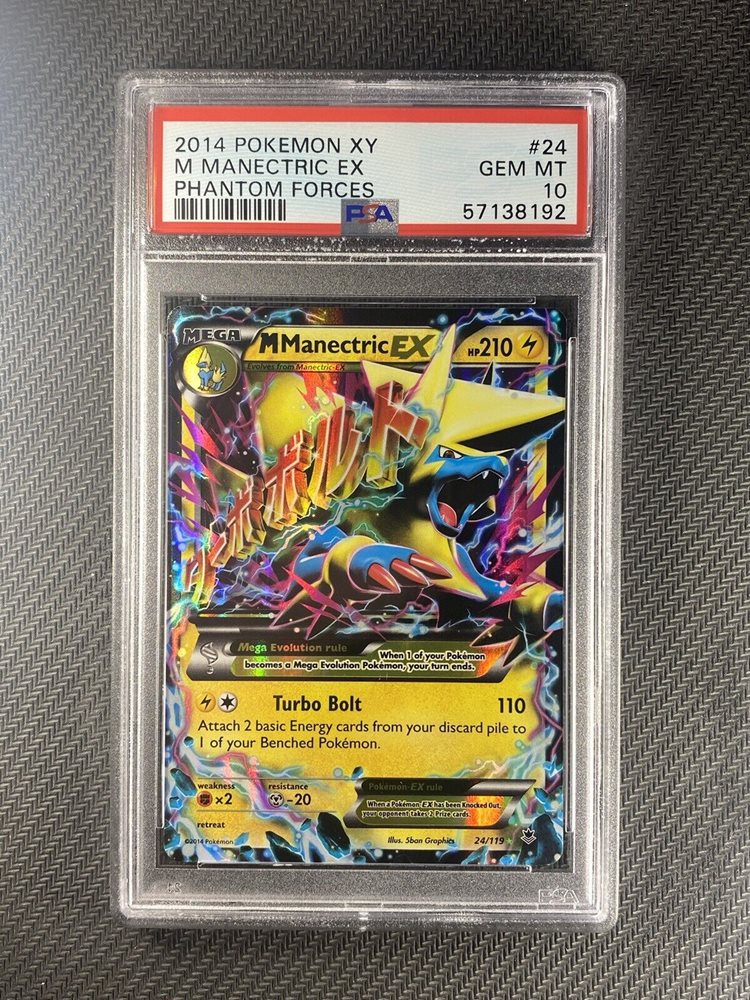 2014 POKEMON XY #24
M MANECTRIC EX GEM MT
PHANTOM FORCES 10
PSA 57138192
MEGA
MManectricEX HP210
Evolves from Manectric-EX
ターボボルト
Mega Evolution rule
When 1 of your Pokémon
becomes a Mega Evolution Pokémon, your turn ends.
Turbo Bolt 110
Attach 2 basic Energy cards from your discard pile to
1 of your Benched Pokémon.
weakness resistance Pokémon-EX rule
×2 -20
When a Pokémon-EX has been Knocked Out,
your opponent takes 2 Prize cards.
retreat
©2014 Pokémon Illus. 5ban Graphics 24/119